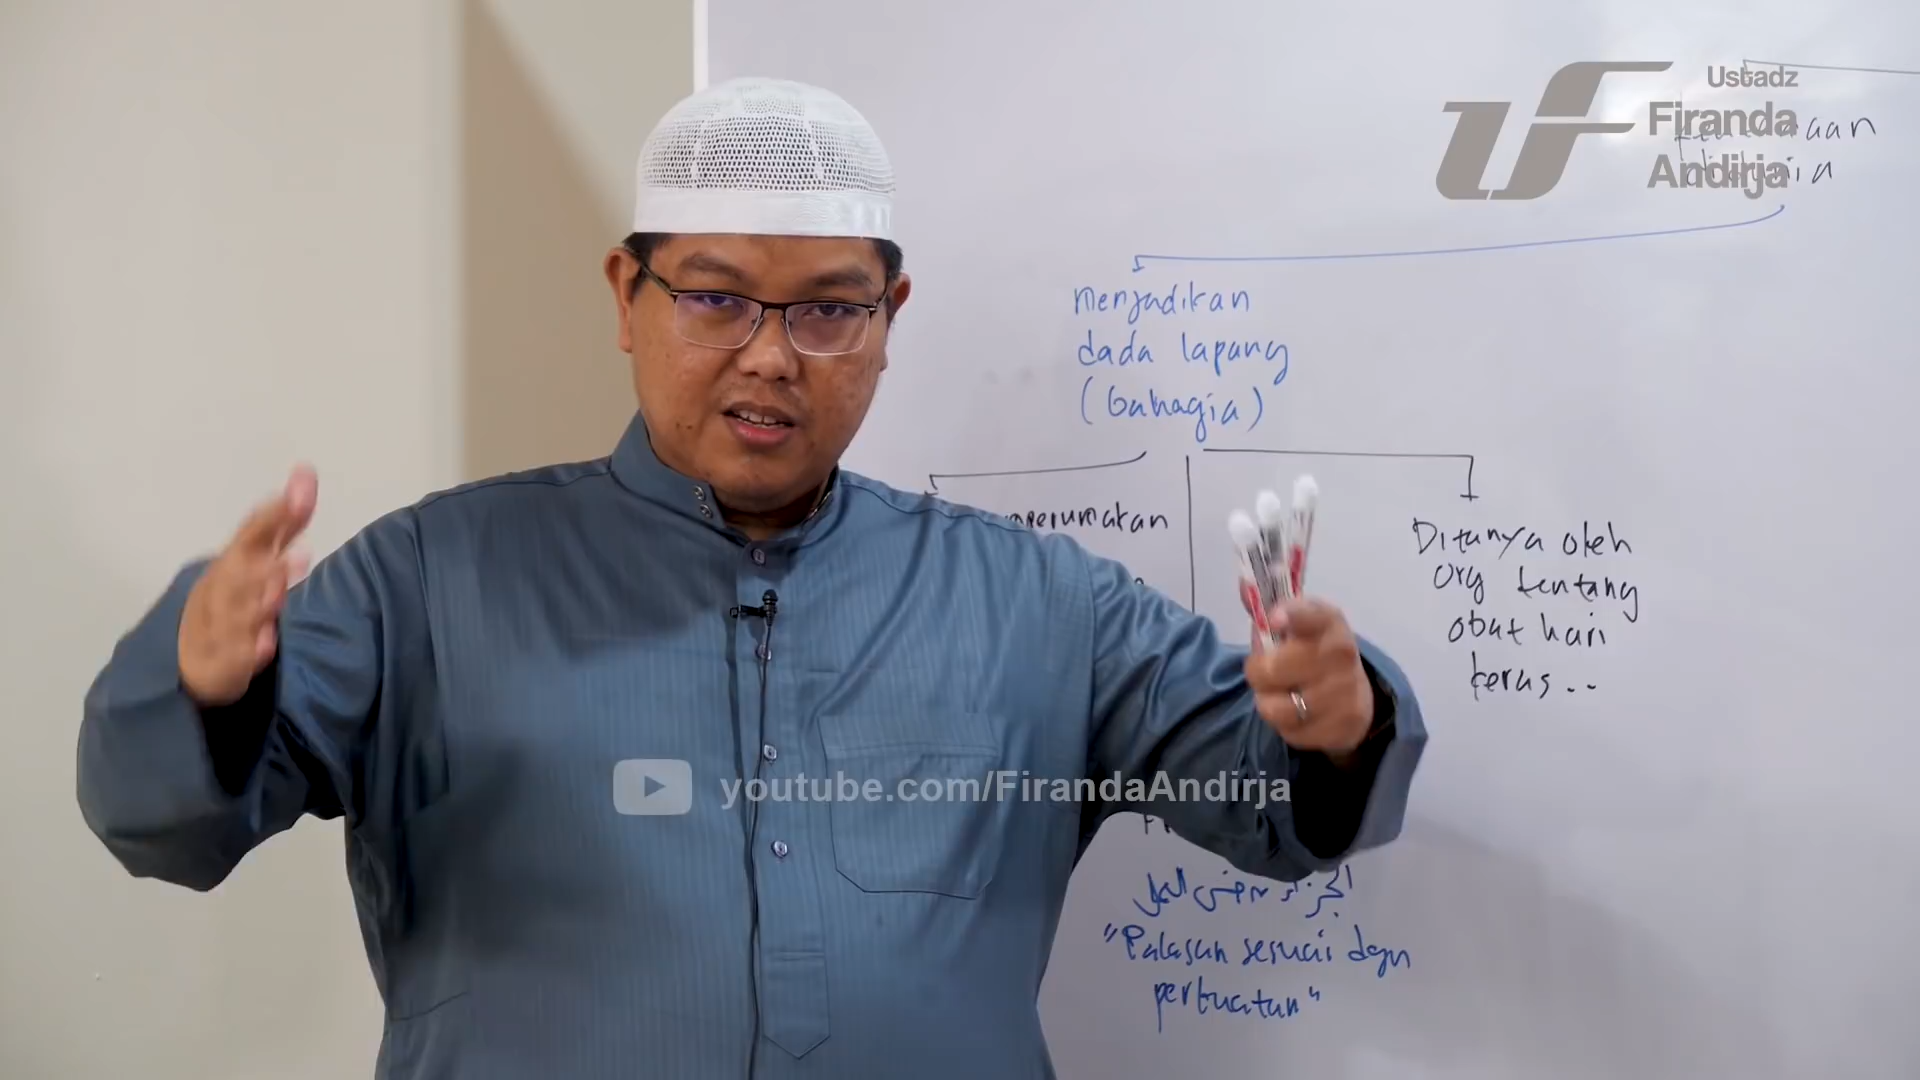 Ustadz
Firanda
Andirja
menjadikan
dada lapang
(bahagia)
Ditanya oleh
org tentang
obat hari
keras..
youtube.com/FirandaAndirja
الجزاء من جنس العمل
"Balasan sesuai dgn
perbuatan"